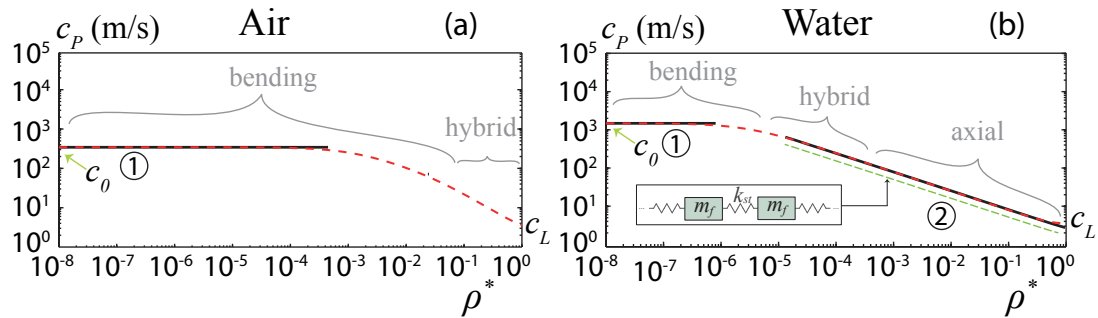 c_P (m/s) Air (a)
10^5
10^4
10^3
10^2
10^1
10^0
bending
hybrid
c_0 ①
c_L
10^-8 10^-7 10^-6 10^-5 10^-4 10^-3 10^-2 10^-1 10^0
ρ^*
c_P (m/s) Water (b)
10^5
10^4
10^3
10^2
10^1
10^0
bending
hybrid
axial
c_0 ①
m_f k_st m_f
②
c_L
10^-8 10^-7 10^-6 10^-5 10^-4 10^-3 10^-2 10^-1 10^0
ρ^*